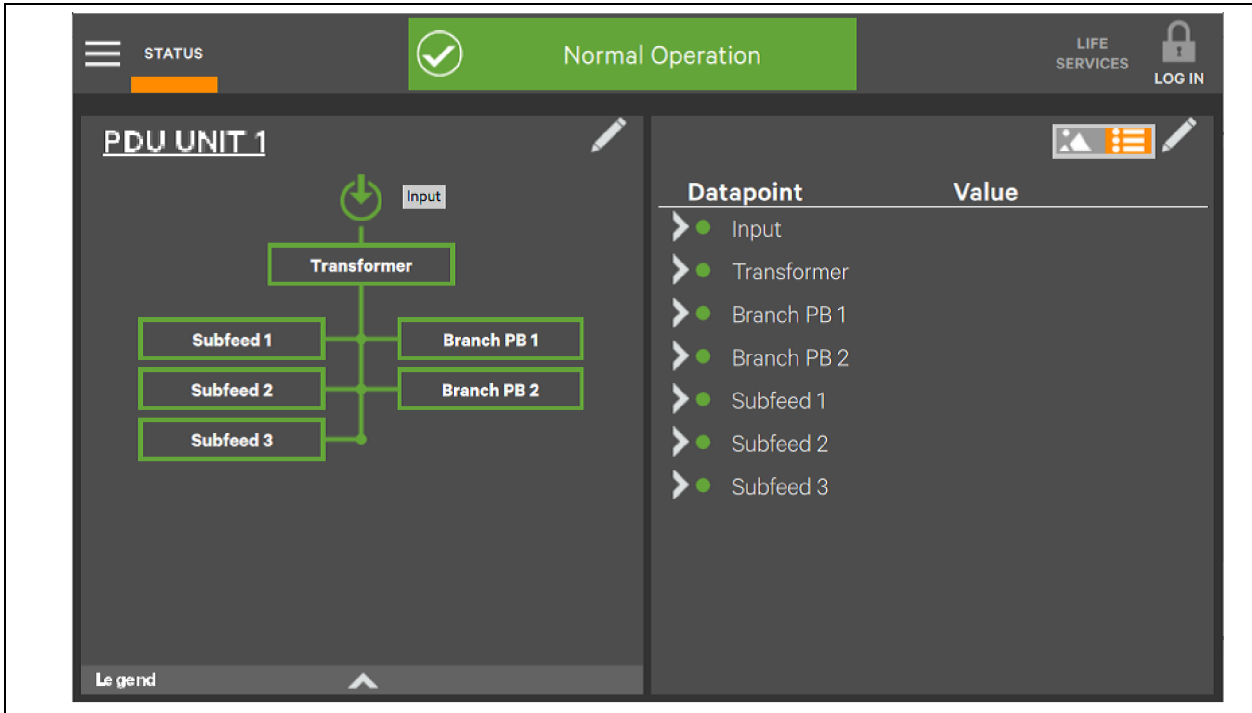 STATUS
Normal Operation
LIFE
SERVICES
LOG IN
PDU UNIT 1
Input
Transformer
Subfeed 1
Branch PB 1
Subfeed 2
Branch PB 2
Subfeed 3
Legend
Datapoint Value
Input
Transformer
Branch PB 1
Branch PB 2
Subfeed 1
Subfeed 2
Subfeed 3